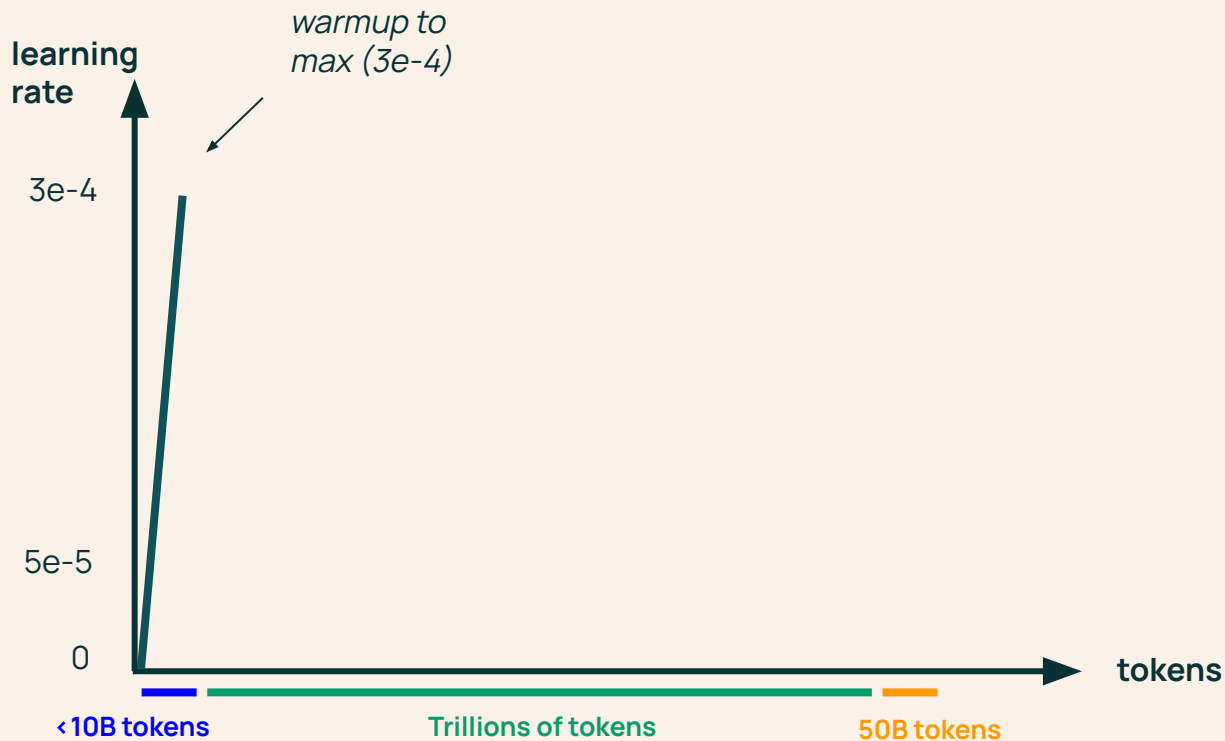 warmup to
max (3e-4)
learning
rate
3e-4
5e-5
0
tokens
<10B tokens
Trillions of tokens
50B tokens